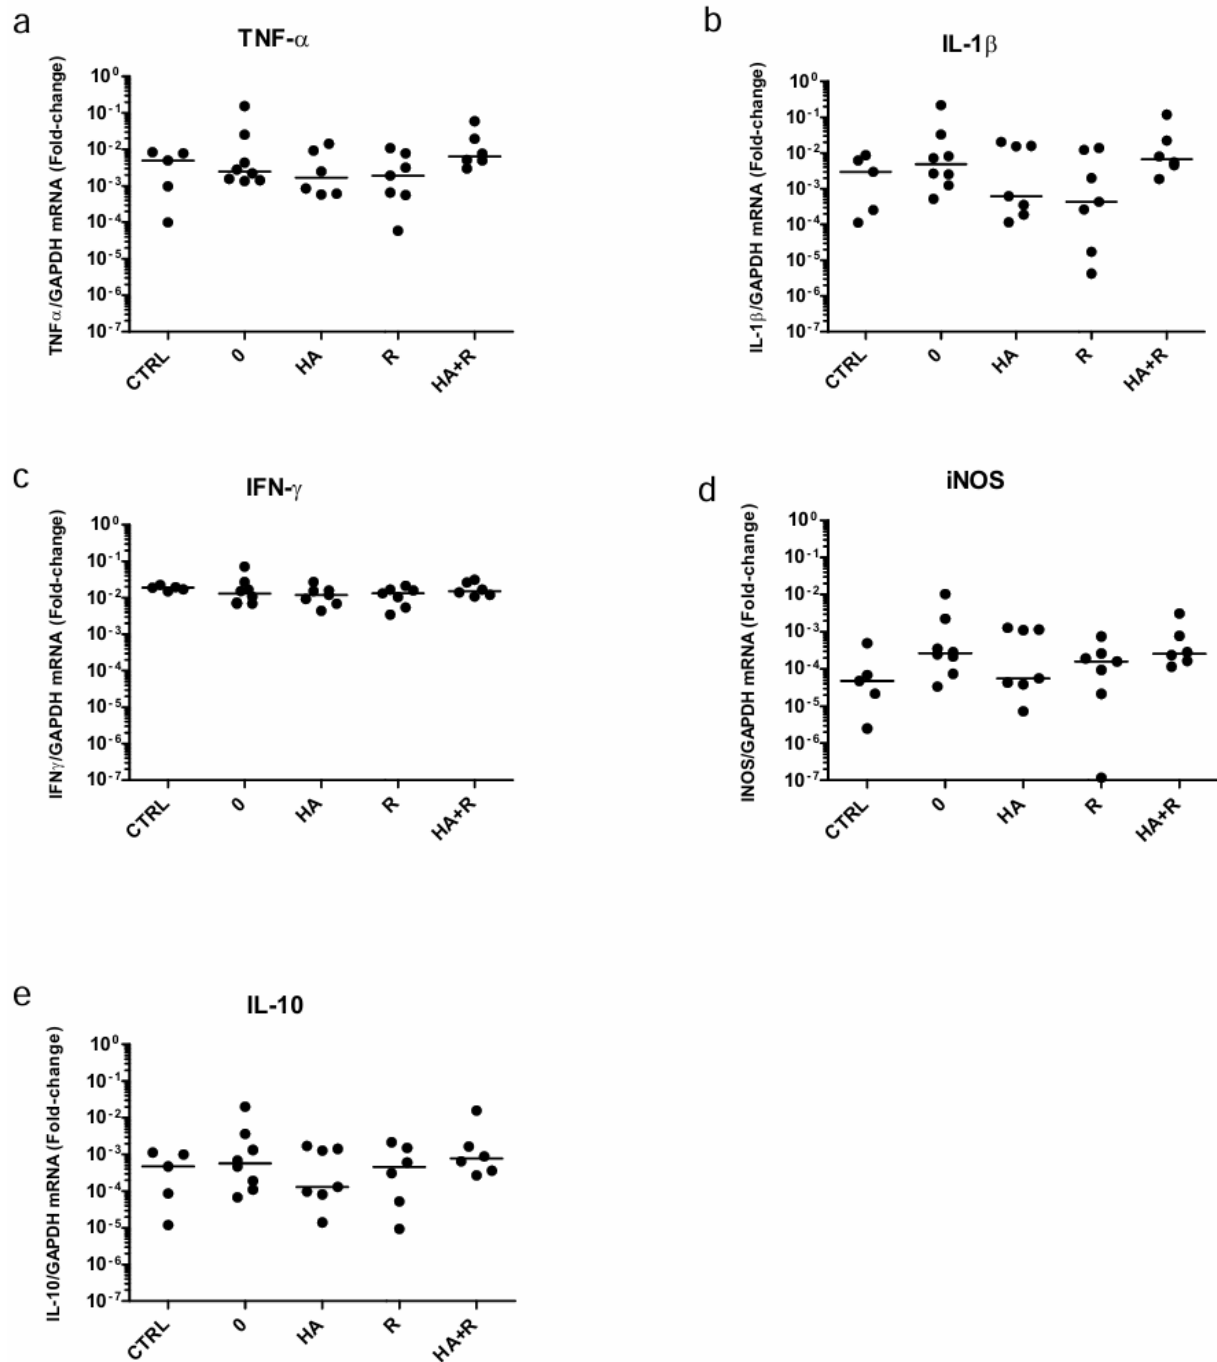 a
TNF-α
TNFα/GAPDH mRNA (Fold-change)
10⁰
10⁻¹
10⁻²
10⁻³
10⁻⁴
10⁻⁵
10⁻⁶
10⁻⁷
CTRL
0
HA
R
HA+R
b
IL-1β
IL-1β/GAPDH mRNA (Fold-change)
10⁰
10⁻¹
10⁻²
10⁻³
10⁻⁴
10⁻⁵
10⁻⁶
10⁻⁷
CTRL
0
HA
R
HA+R
c
IFN-γ
IFNγ/GAPDH mRNA (Fold-change)
10⁰
10⁻¹
10⁻²
10⁻³
10⁻⁴
10⁻⁵
10⁻⁶
10⁻⁷
CTRL
0
HA
R
HA+R
d
iNOS
INOS/GAPDH mRNA (Fold-change)
10⁰
10⁻¹
10⁻²
10⁻³
10⁻⁴
10⁻⁵
10⁻⁶
10⁻⁷
CTRL
0
HA
R
HA+R
e
IL-10
IL-10/GAPDH mRNA (Fold-change)
10⁰
10⁻¹
10⁻²
10⁻³
10⁻⁴
10⁻⁵
10⁻⁶
10⁻⁷
CTRL
0
HA
R
HA+R